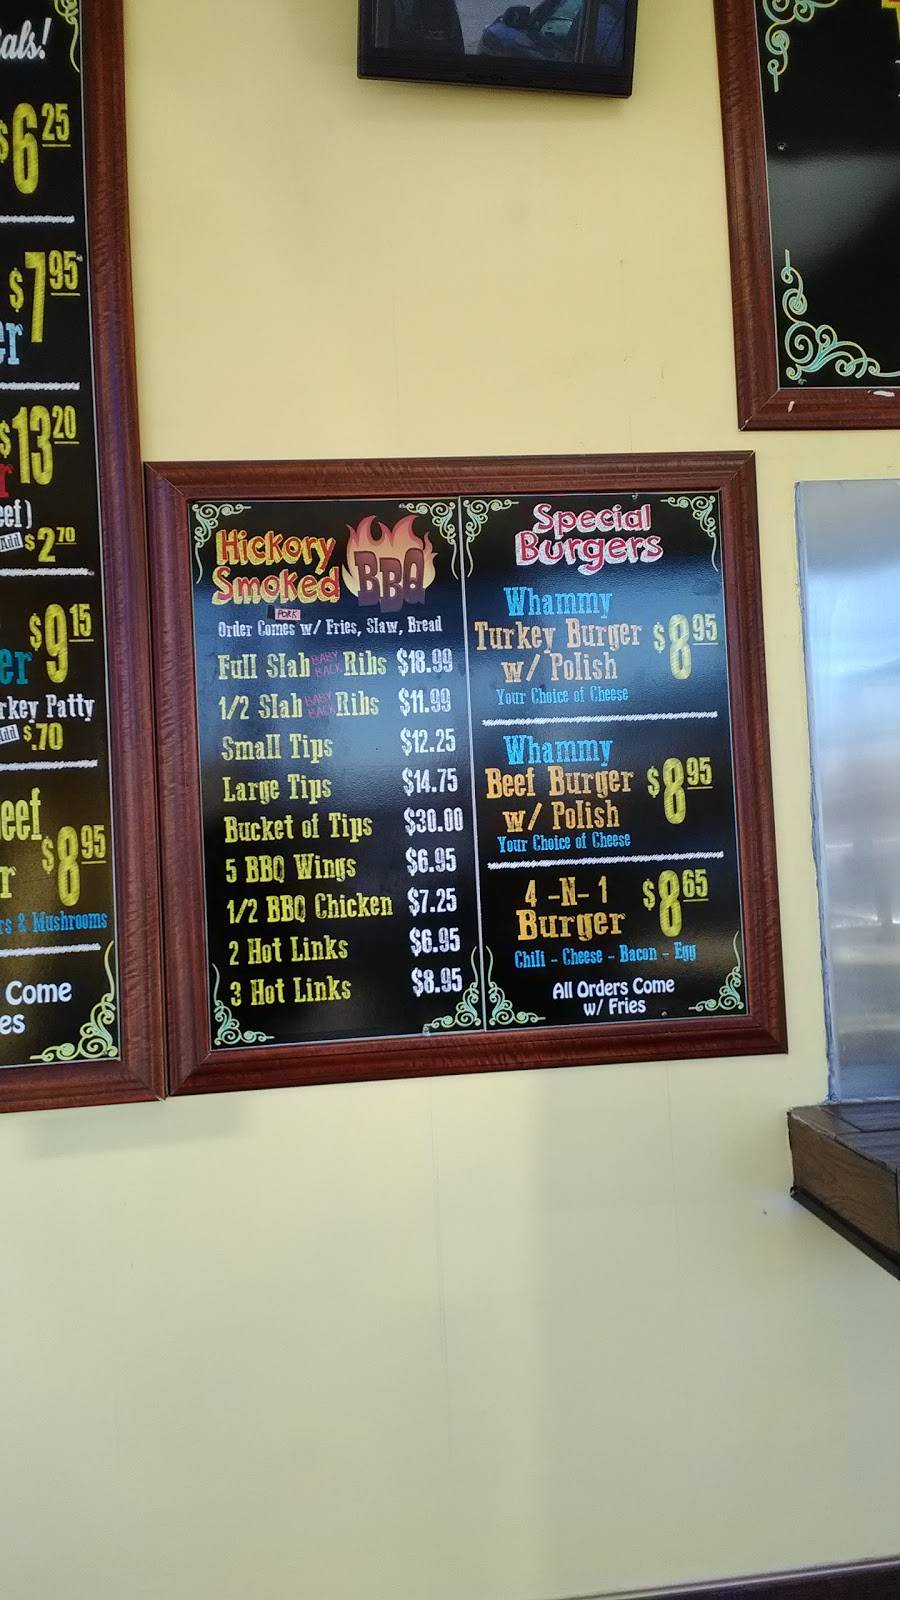 als!
$6 25
$7 95
er
$13 20
r
eef)
Add $2 70
$9 15
er
rkey Patty
Add $.70
eef
$8 95
r
rs & Mushrooms
Come
es
Hickory
Smoked
BBQ
PORK
Order Comes w/ Fries, Slaw, Bread
Full Slab BABY BACK Ribs $18.99
1/2 Slab BABY BACK Ribs $11.99
Small Tips $12.25
Large Tips $14.75
Bucket of Tips $30.00
5 BBQ Wings $6.95
1/2 BBQ Chicken $7.25
2 Hot Links $6.95
3 Hot Links $8.95
Special
Burgers
Whammy
Turkey Burger $8 95
w/ Polish
Your Choice of Cheese
Whammy
Beef Burger $8 95
w/ Polish
Your Choice of Cheese
4 -N- 1 $8 65
Burger
Chili - Cheese - Bacon - Egg
All Orders Come
w/ Fries